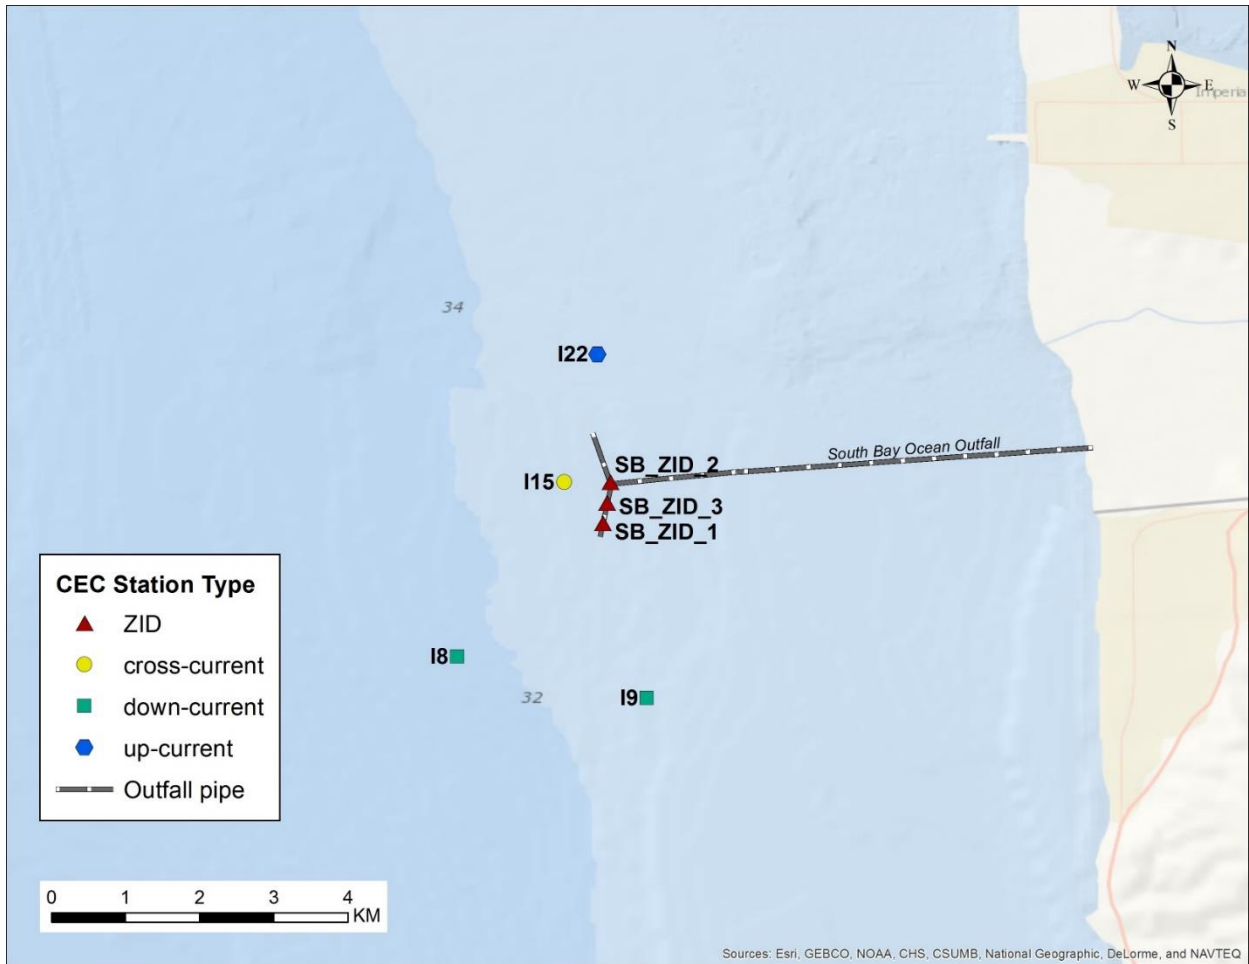 N
W E
Imperia
S
34
I22
South Bay Ocean Outfall
SB_ZID_2
I15
SB_ZID_3
SB_ZID_1
CEC Station Type
ZID
I8
cross-current
32
I9
down-current
up-current
Outfall pipe
0 1 2 3 4
KM
Sources: Esri, GEBCO, NOAA, CHS, CSUMB, National Geographic, DeLorme, and NAVTEQ